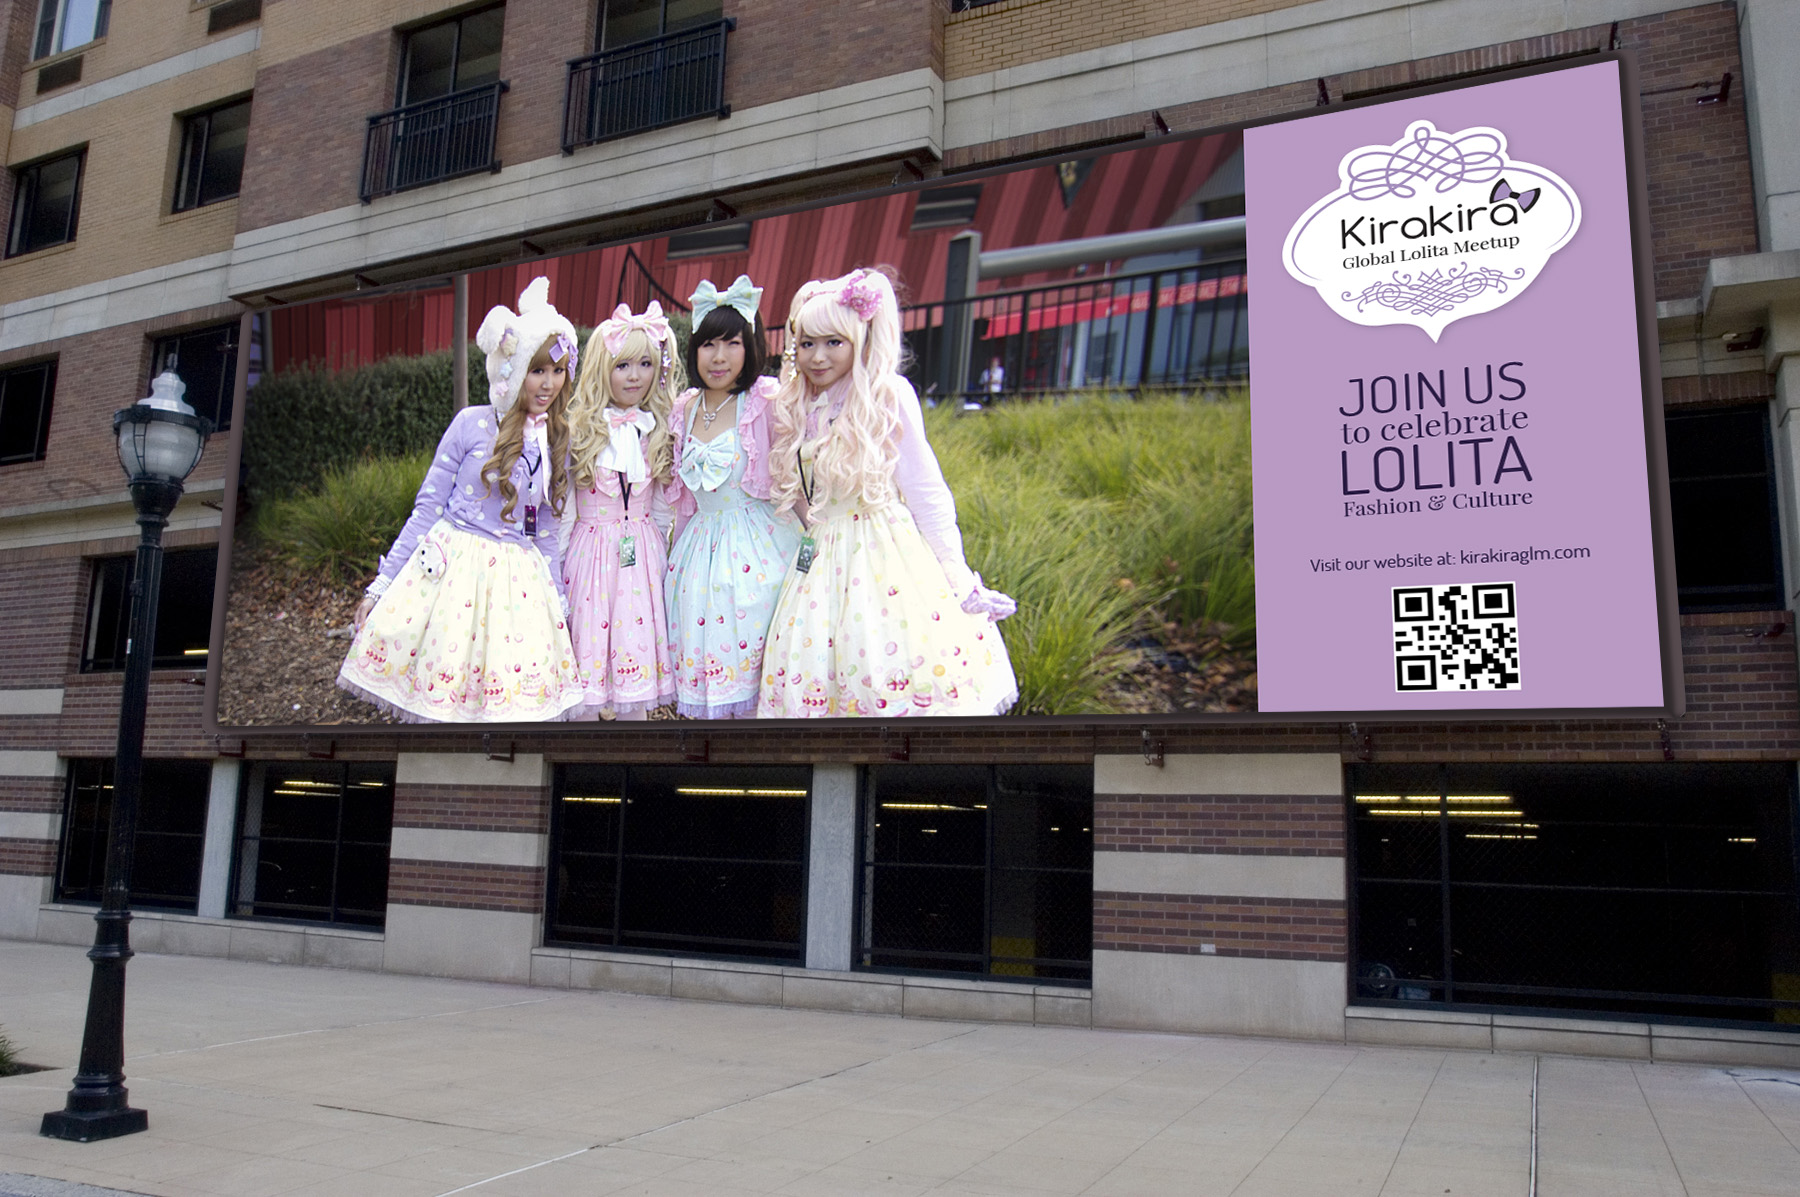 Kirakira
Global Lolita Meetup
JOIN US
to celebrate
LOLITA
Fashion & Culture
Visit our website at: kirakiraglm.com